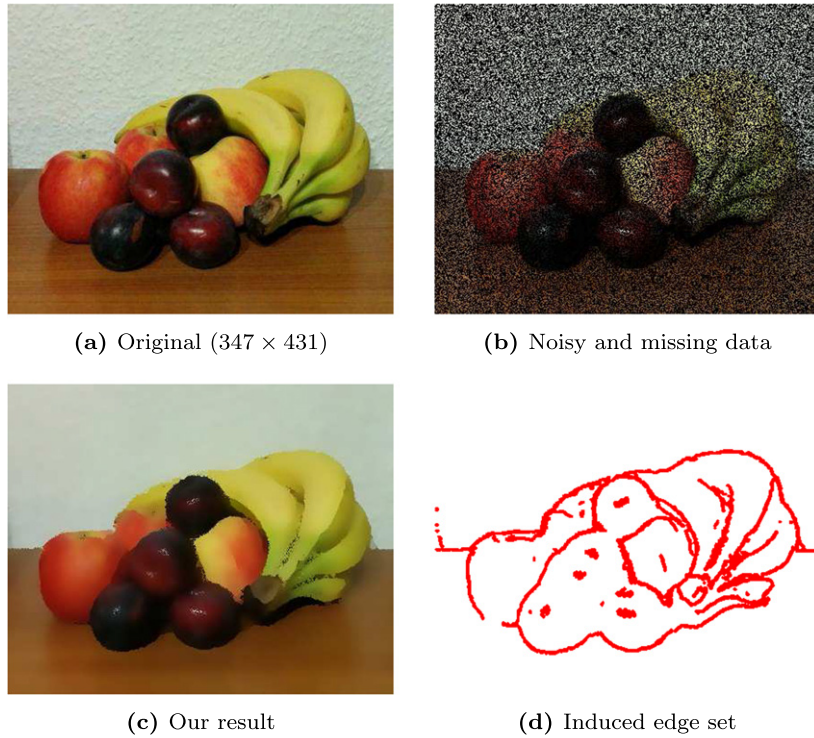 (a) Original (347 × 431)
(b) Noisy and missing data
(c) Our result
(d) Induced edge set